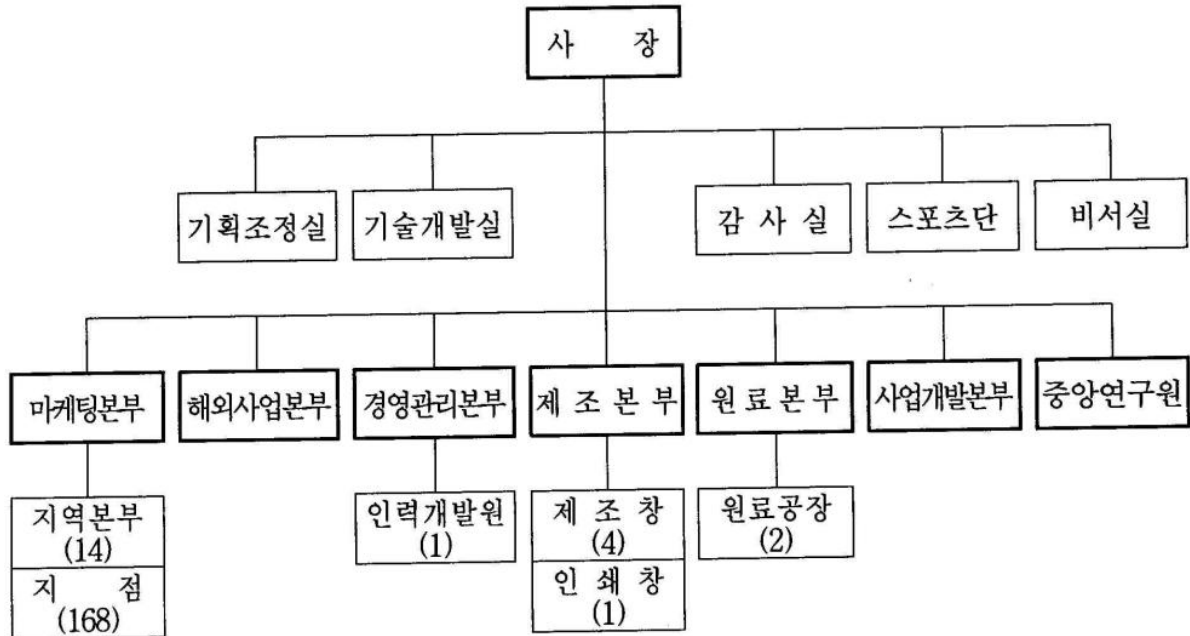 사 장
기획조정실
기술개발실
감 사 실
스포츠단
비서실
마케팅본부
해외사업본부
경영관리본부
제 조 본 부
원 료 본 부
사업개발본부
중앙연구원
지역본부
(14)
지 점
(168)
인력개발원
(1)
제 조 창
(4)
인 쇄 창
(1)
원료공장
(2)